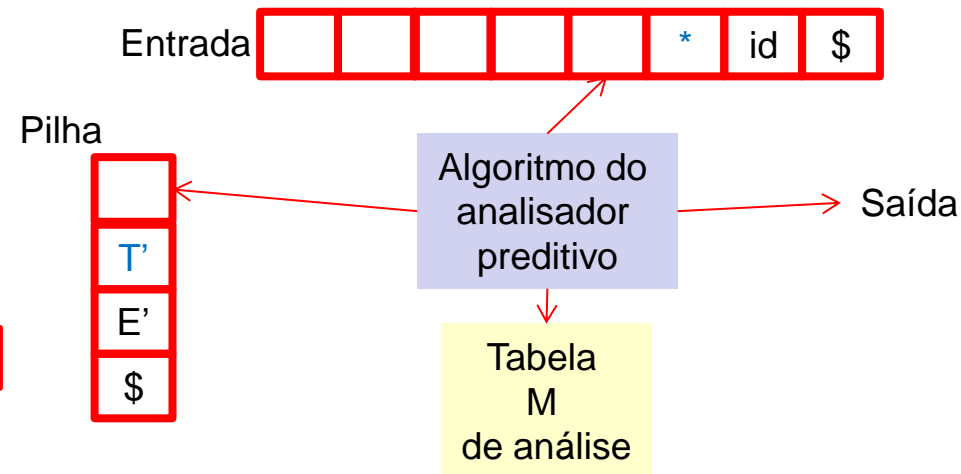 Entrada * id $
Pilha
Algoritmo do
analisador
preditivo
Saída
T’
E’
$
Tabela
M
de análise